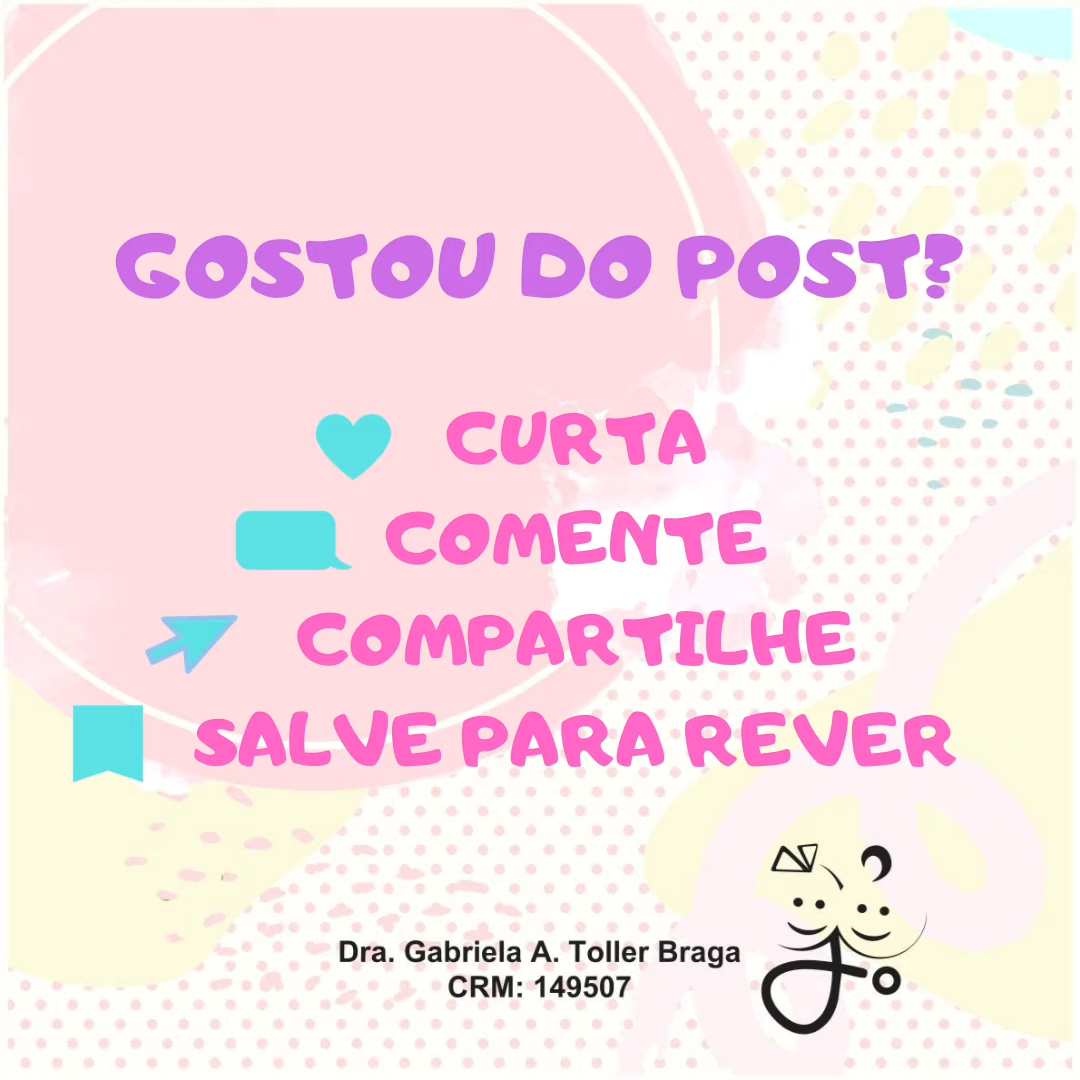 GOSTOU DO POST?
CURTA
COMENTE
COMPARTILHE
SALVE PARA REVER
Dra. Gabriela A. Toller Braga
CRM: 149507